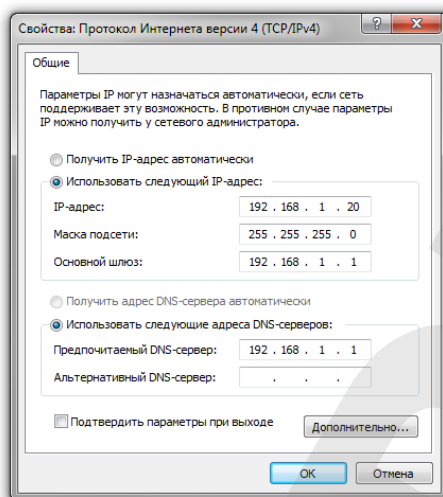 Свойства: Протокол Интернета версии 4 (TCP/IPv4)
Общие
Параметры IP могут назначаться автоматически, если сеть
поддерживает эту возможность. В противном случае параметры
IP можно получить у сетевого администратора.
Получить IP-адрес автоматически
Использовать следующий IP-адрес:
IP-адрес: 192 . 168 . 1 . 20
Маска подсети: 255 . 255 . 255 . 0
Основной шлюз: 192 . 168 . 1 . 1
Получить адрес DNS-сервера автоматически
Использовать следующие адреса DNS-серверов:
Предпочитаемый DNS-сервер: 192 . 168 . 1 . 1
Альтернативный DNS-сервер: . . .
Подтвердить параметры при выходе
Дополнительно...
ОК Отмена